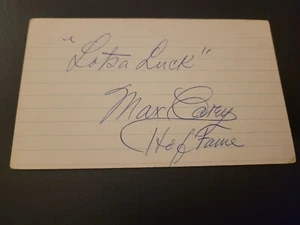 "Lotsa Luck"
Max Carey
H of Fame